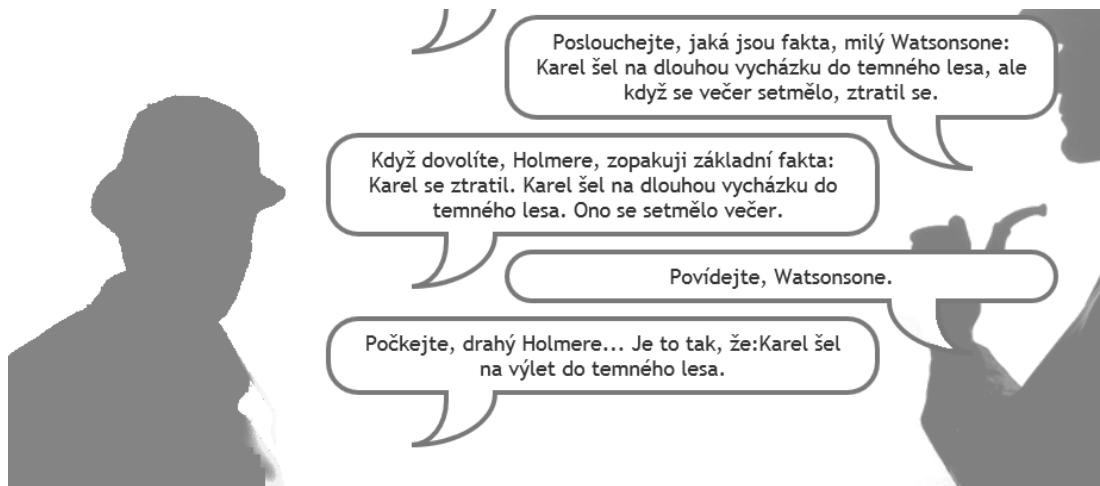 Poslouchejte, jaká jsou fakta, milý Watsonsone:
Karel šel na dlouhou vycházku do temného lesa, ale
když se večer setmělo, ztratil se.
Když dovolíte, Holmere, zopakuji základní fakta:
Karel se ztratil. Karel šel na dlouhou vycházku do
temného lesa. Ono se setmělo večer.
Povídejte, Watsonsone.
Počkejte, drahý Holmere... Je to tak, že:Karel šel
na výlet do temného lesa.